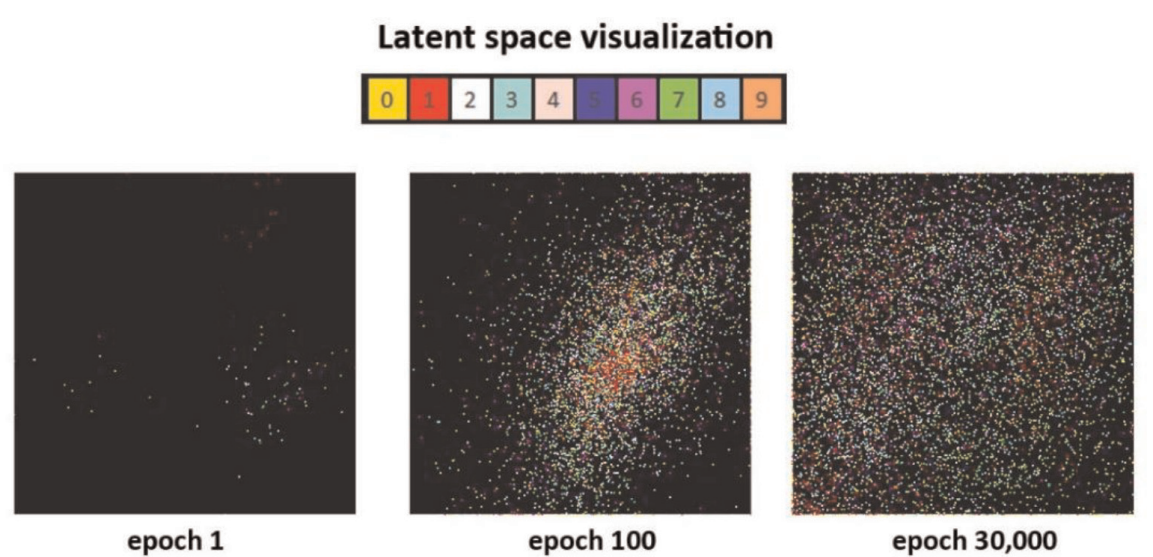 Latent space visualization
0 1 2 3 4 5 6 7 8 9
epoch 1 epoch 100 epoch 30,000